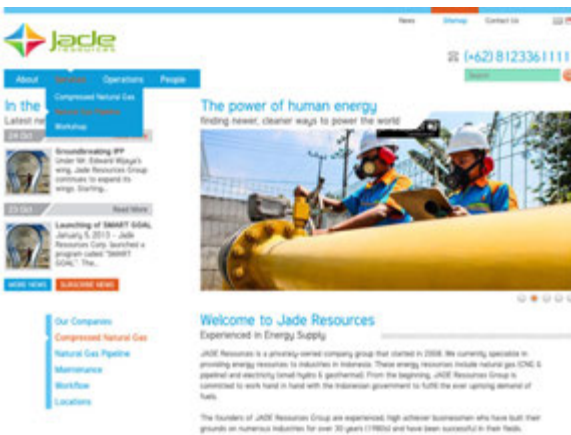 News Sitemap Contact Us
Jade
resources
(+62) 8123361111
Search
About Services Operations People
Compressed Natural Gas
Natural Gas Pipeline
Workshop
In the
Latest ne
24 Oct
Groundbreaking IPP
Under Mr. Edward Wijaya's
wing, Jade Resources Group
continues to expand its
wings. Starting...
23 Oct Read More
Launching of SMART GOAL
January 5, 2013 - Jade
Resources Corp. launched a
program called "SMART
GOAL". The...
MORE NEWS SUBSCRIBE NEWS
The power of human energy
finding newer, cleaner ways to power the world
Our Companies
Compressed Natural Gas
Natural Gas Pipeline
Maintenance
Workflow
Locations
Welcome to Jade Resources
Experienced in Energy Supply
JADE Resources is a privately-owned company group that started in 2008. We currently specialize in
providing energy resources to industries in Indonesia. These energy resources include natural gas (CNG &
pipeline) and electricity (small hydro & geothermal). From the beginning, JADE Resources Group is
committed to work hand in hand with the Indonesian government to fulfill the ever uprising demand of
fuels.
The founders of JADE Resources Group are experienced, high achiever businessmen who have built their
grounds on numerous industries for over 30 years (1980s) and have been successful in their fields.